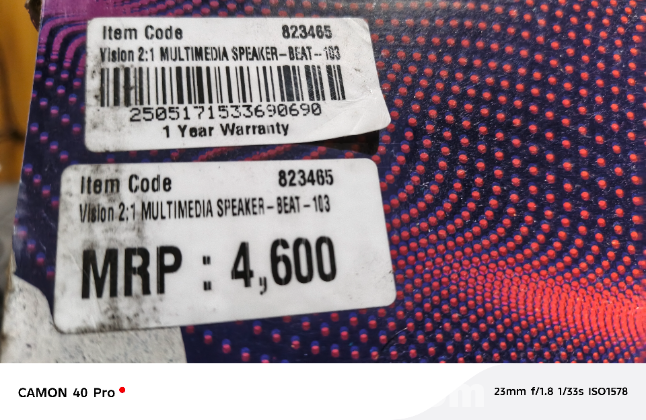 Item Code 823465
Vision 2:1 MULTIMEDIA SPEAKER-BEAT-103
2505171533690690
1 Year Warranty
Item Code 823465
Vision 2:1 MULTIMEDIA SPEAKER-BEAT-103
MRP : 4,600
CAMON 40 Pro 23mm f/1.8 1/33s ISO1578